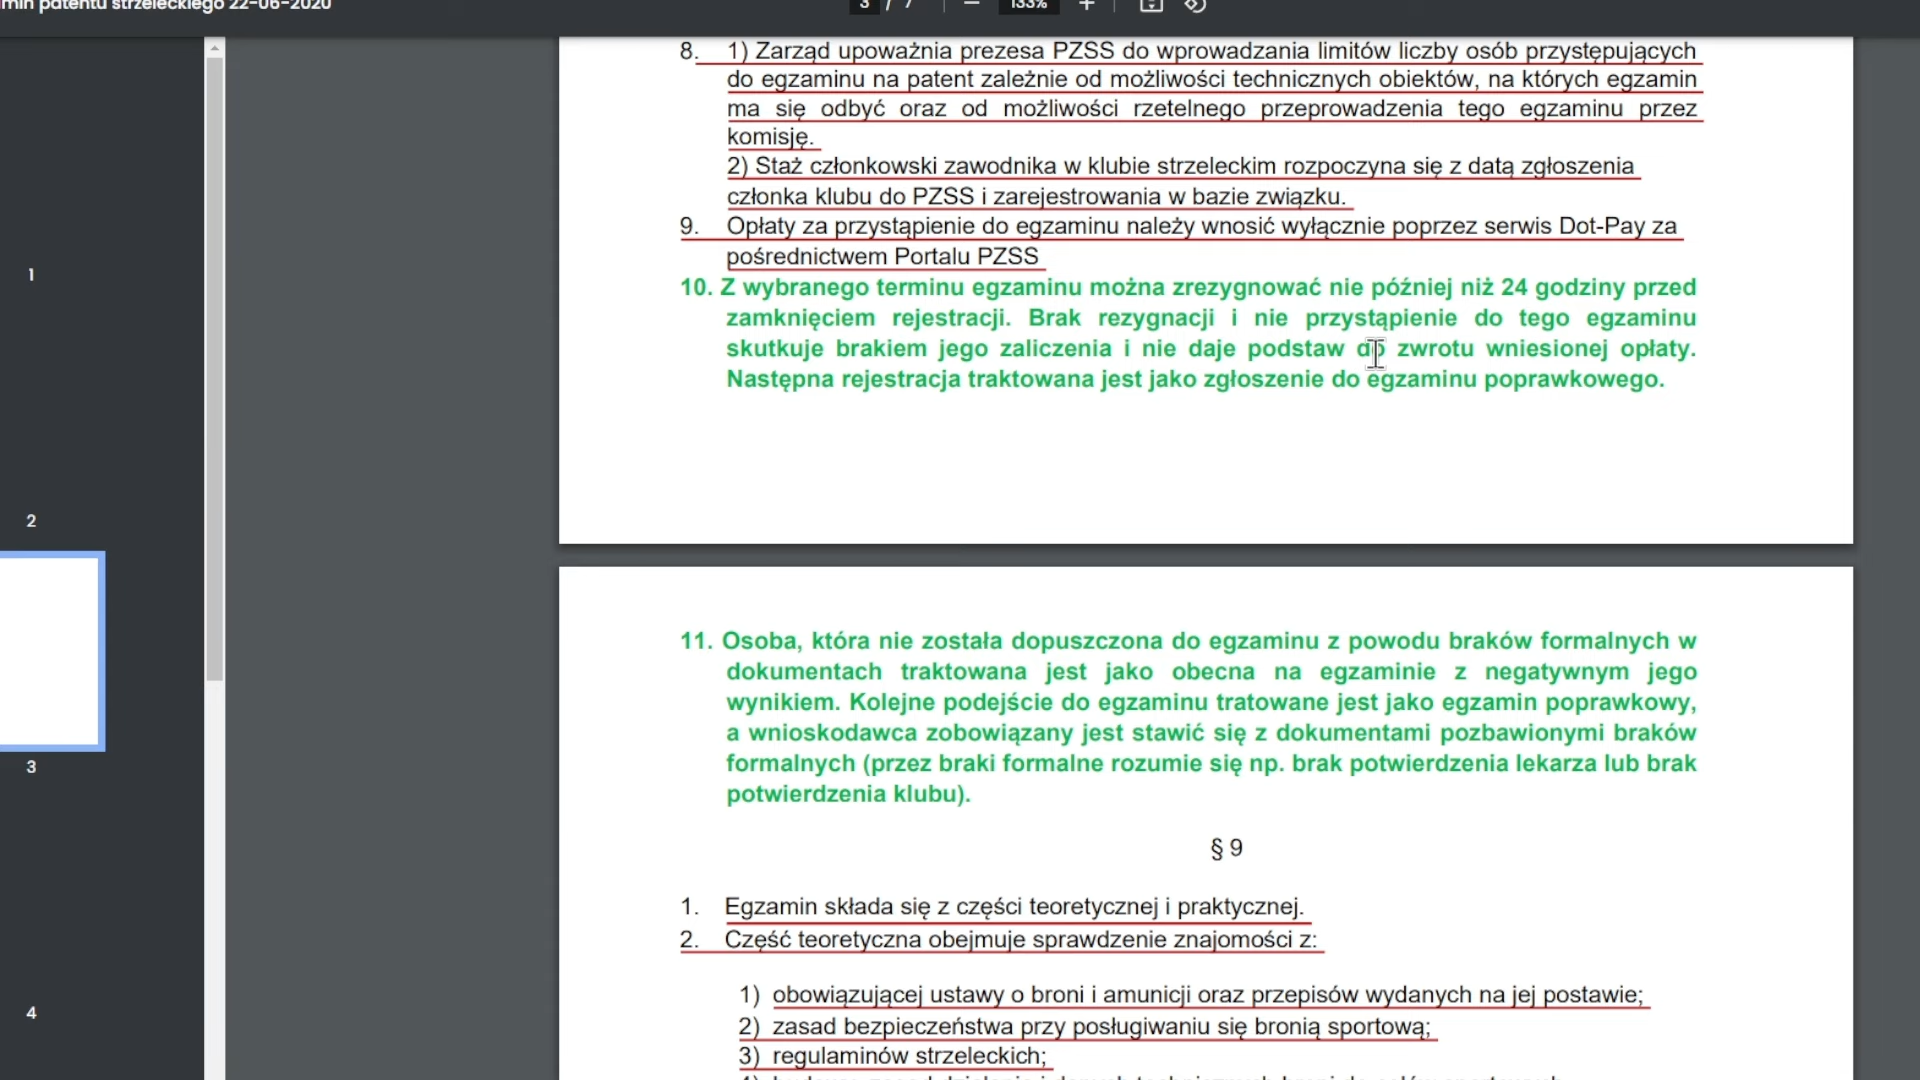 patentu strzeleckiego 22-06-2020
3 / 7
133%
8. 1) Zarząd upoważnia prezesa PZSS do wprowadzania limitów liczby osób przystępujących
do egzaminu na patent zależnie od możliwości technicznych obiektów, na których egzamin
ma się odbyć oraz od możliwości rzetelnego przeprowadzenia tego egzaminu przez
komisję.
2) Staż członkowski zawodnika w klubie strzeleckim rozpoczyna się z datą zgłoszenia
członka klubu do PZSS i zarejestrowania w bazie związku.
9. Opłaty za przystąpienie do egzaminu należy wnosić wyłącznie poprzez serwis Dot-Pay za
pośrednictwem Portalu PZSS
10. Z wybranego terminu egzaminu można zrezygnować nie później niż 24 godziny przed
zamknięciem rejestracji. Brak rezygnacji i nie przystąpienie do tego egzaminu
skutkuje brakiem jego zaliczenia i nie daje podstaw do zwrotu wniesionej opłaty.
Następna rejestracja traktowana jest jako zgłoszenie do egzaminu poprawkowego.
1
2
3
4
11. Osoba, która nie została dopuszczona do egzaminu z powodu braków formalnych w
dokumentach traktowana jest jako obecna na egzaminie z negatywnym jego
wynikiem. Kolejne podejście do egzaminu tratowane jest jako egzamin poprawkowy,
a wnioskodawca zobowiązany jest stawić się z dokumentami pozbawionymi braków
formalnych (przez braki formalne rozumie się np. brak potwierdzenia lekarza lub brak
potwierdzenia klubu).
§ 9
1. Egzamin składa się z części teoretycznej i praktycznej.
2. Część teoretyczna obejmuje sprawdzenie znajomości z:
1) obowiązującej ustawy o broni i amunicji oraz przepisów wydanych na jej postawie;
2) zasad bezpieczeństwa przy posługiwaniu się bronią sportową;
3) regulaminów strzeleckich;